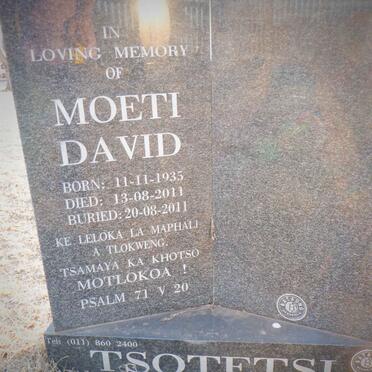 IN
LOVING MEMORY
OF
MOETI
DAVID
BORN: 11-11-1935
DIED: 13-08-2011
BURIED: 20-08-2011
KE LELOKA LA MAPHALI
A TLOKWENG.
TSAMAYA KA KHOTSO
MOTLOKOA !
PSALM 71 V 20
Tel: (011) 860 2400
TSOTETSI